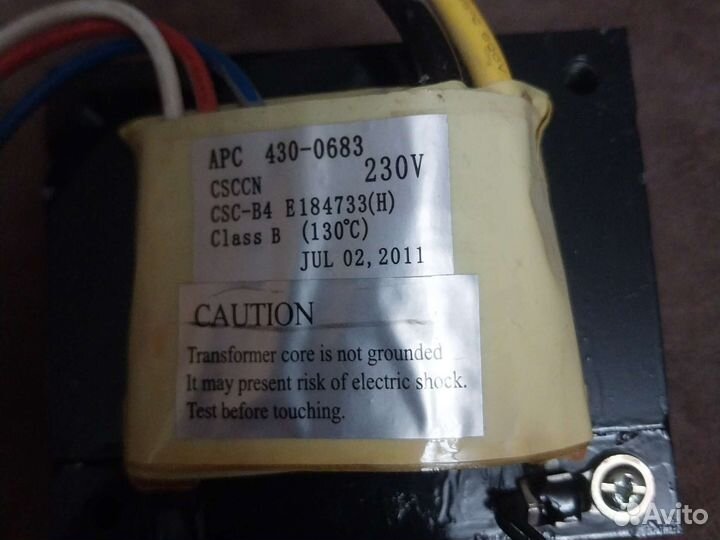 APC 430-0683
CSCCN 230V
CSC-B4 E184733(H)
Class B (130℃)
JUL 02, 2011
CAUTION
Transformer core is not grounded
It may present risk of electric shock.
Test before touching.
Avito